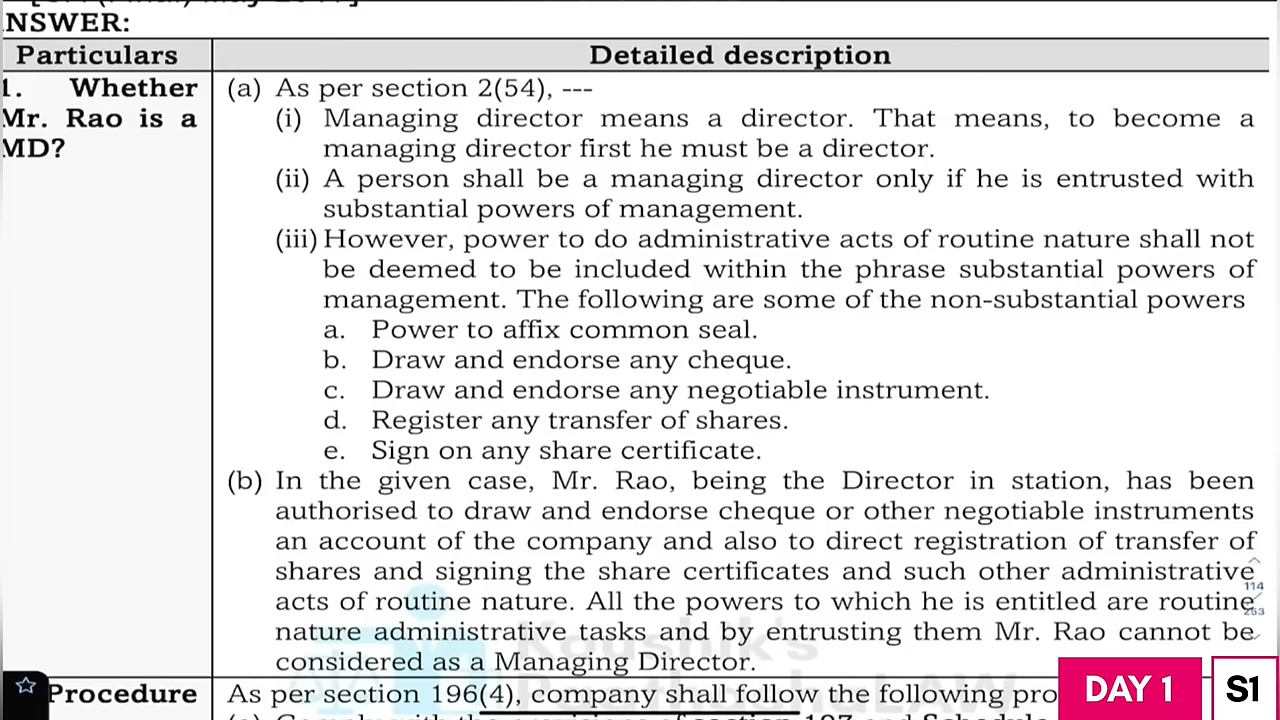 NSWER:
Particulars Detailed description
1. Whether (a) As per section 2(54), ---
Mr. Rao is a (i) Managing director means a director. That means, to become a
MD? managing director first he must be a director.
(ii) A person shall be a managing director only if he is entrusted with
substantial powers of management.
(iii) However, power to do administrative acts of routine nature shall not
be deemed to be included within the phrase substantial powers of
management. The following are some of the non-substantial powers
a. Power to affix common seal.
b. Draw and endorse any cheque.
c. Draw and endorse any negotiable instrument.
d. Register any transfer of shares.
e. Sign on any share certificate.
(b) In the given case, Mr. Rao, being the Director in station, has been
authorised to draw and endorse cheque or other negotiable instruments
an account of the company and also to direct registration of transfer of
shares and signing the share certificates and such other administrative
114
acts of routine nature. All the powers to which he is entitled are routine
253
nature administrative tasks and by entrusting them Mr. Rao cannot be
Kaushik's
considered as a Managing Director.
Procedure As per section 196(4), company shall follow the following pro
DAY 1 S1